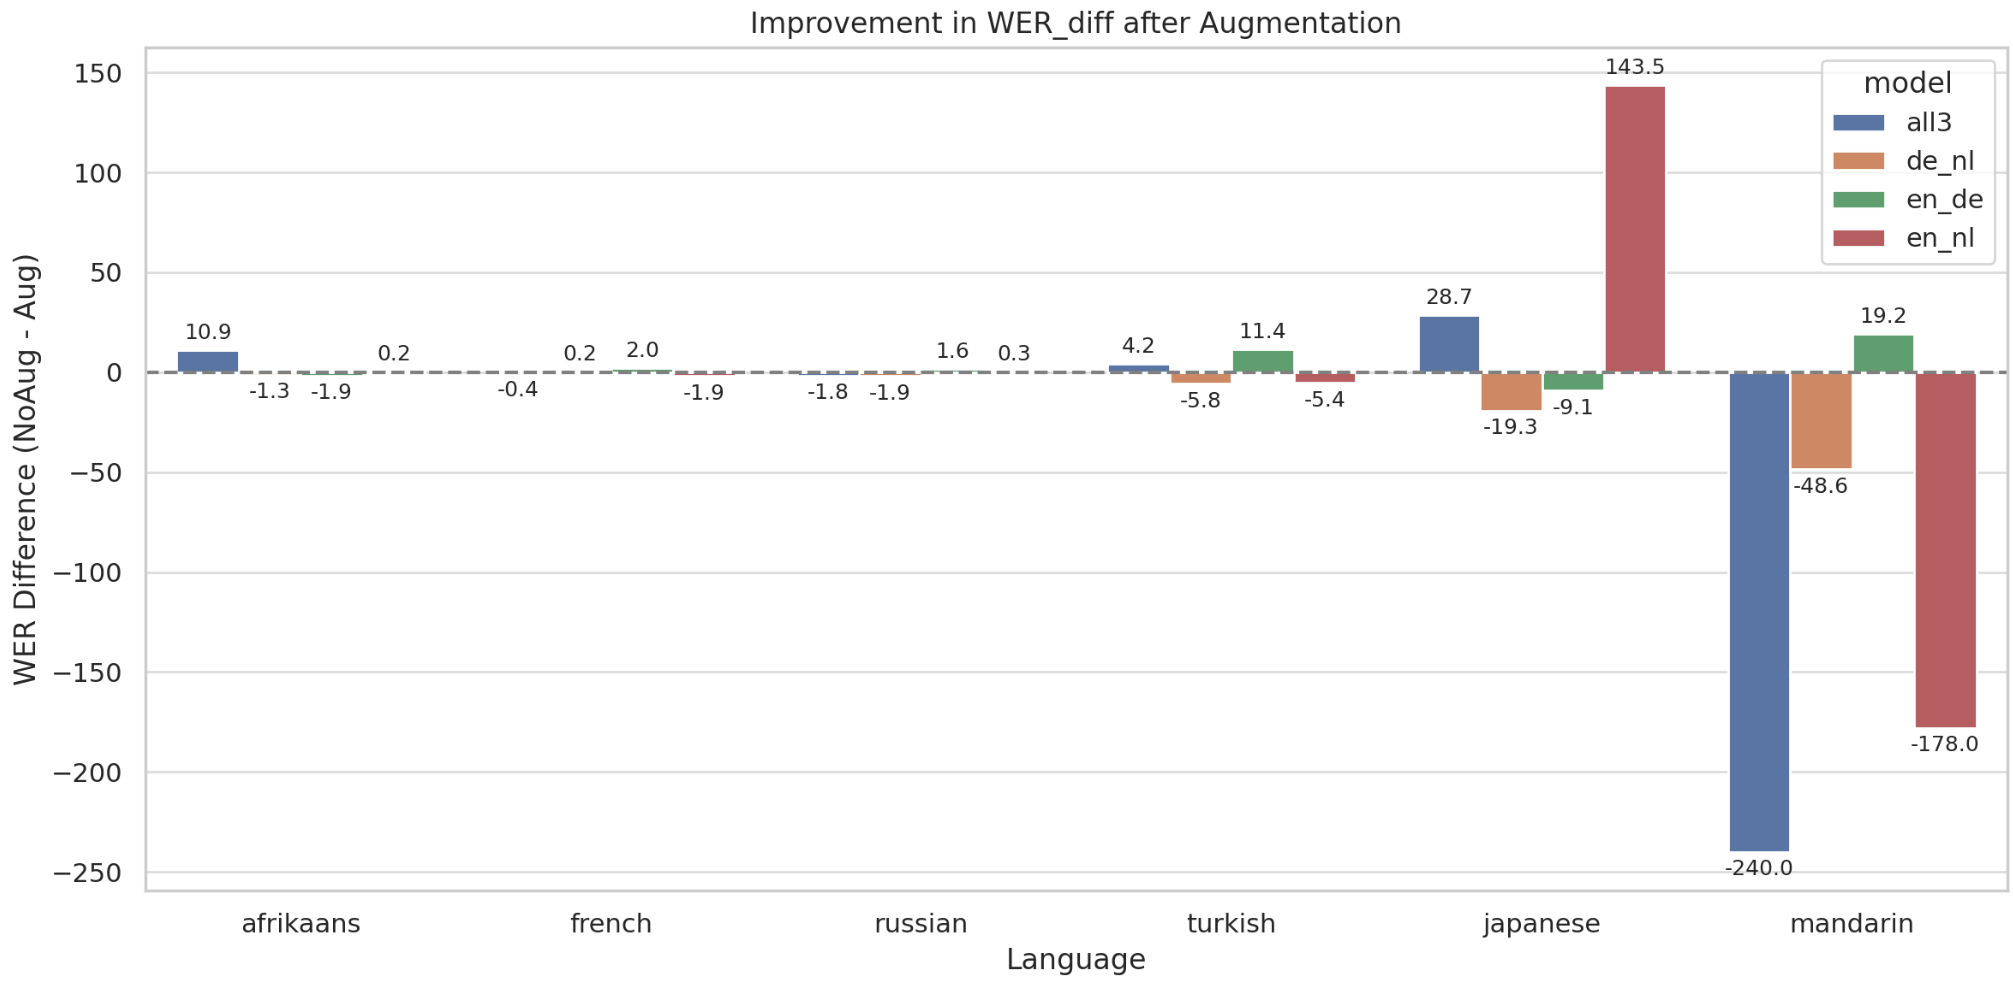 Improvement in WER_diff after Augmentation
WER Difference (NoAug - Aug)
150
100
50
0
−50
−100
−150
−200
−250
model
all3
de_nl
en_de
en_nl
10.9
-1.3
-1.9
0.2
-0.4
0.2
2.0
-1.9
-1.8
-1.9
1.6
0.3
4.2
-5.8
11.4
-5.4
28.7
-19.3
-9.1
143.5
-240.0
-48.6
19.2
-178.0
afrikaans
french
russian
turkish
japanese
mandarin
Language